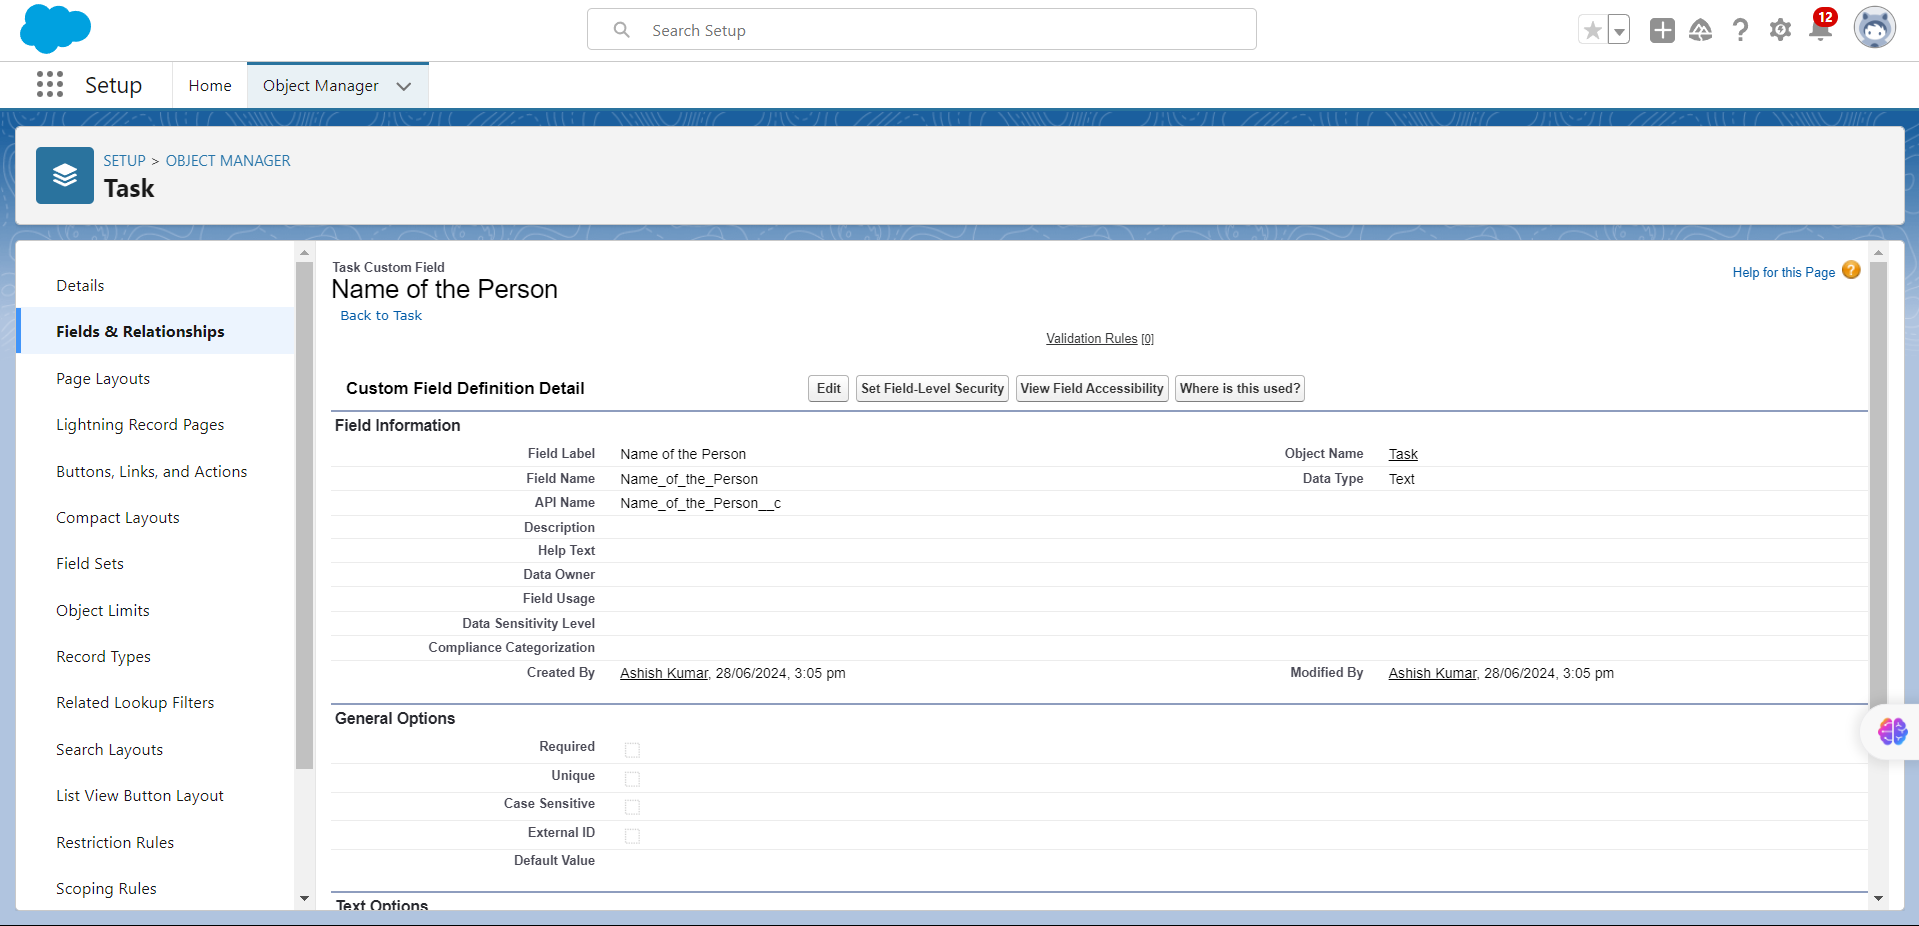 Search Setup
12
Setup
Home
Object Manager
SETUP > OBJECT MANAGER
Task
Details
Fields & Relationships
Page Layouts
Lightning Record Pages
Buttons, Links, and Actions
Compact Layouts
Field Sets
Object Limits
Record Types
Related Lookup Filters
Search Layouts
List View Button Layout
Restriction Rules
Scoping Rules
Task Custom Field
Name of the Person
Back to Task
Help for this Page ?
Validation Rules [0]
Custom Field Definition Detail
Edit
Set Field-Level Security
View Field Accessibility
Where is this used?
Field Information
Field Label Name of the Person Object Name Task
Field Name Name_of_the_Person Data Type Text
API Name Name_of_the_Person__c
Description
Help Text
Data Owner
Field Usage
Data Sensitivity Level
Compliance Categorization
Created By Ashish Kumar, 28/06/2024, 3:05 pm Modified By Ashish Kumar, 28/06/2024, 3:05 pm
General Options
Required
Unique
Case Sensitive
External ID
Default Value
Text Options